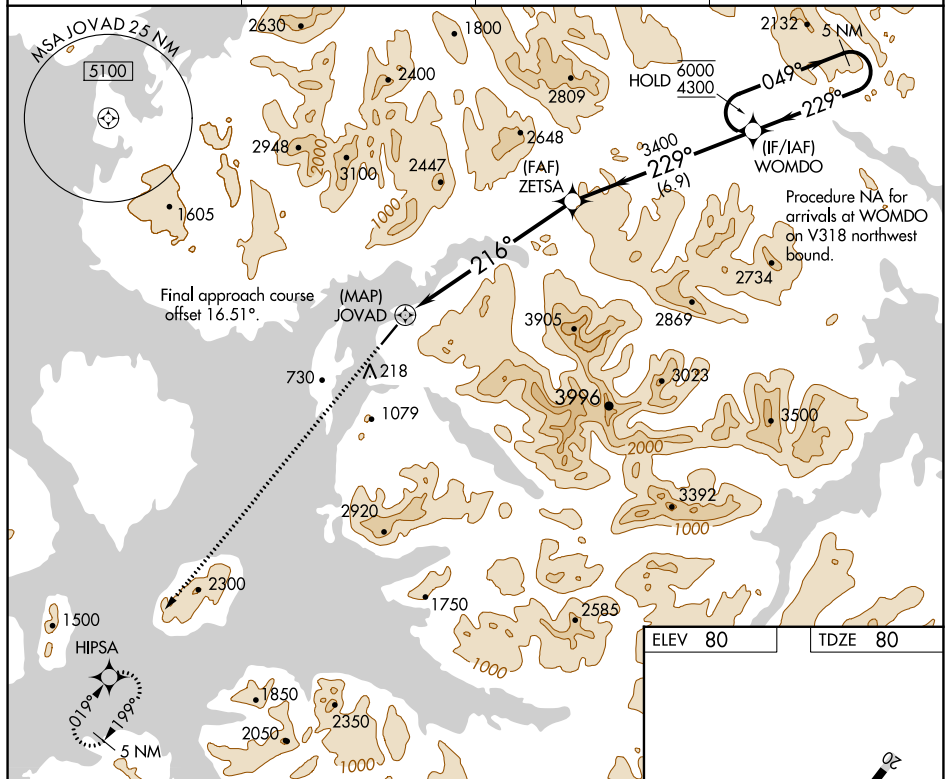 MSA JOVAD 25 NM
5100
2630
1800
2132
5 NM
2400
2809
HOLD
6000
4300
049°
229°
2948
2000
3100
2648
2447
1000
(FAF)
ZETSA
3400
229°
(6.9)
(IF/IAF)
WOMDO
1605
Procedure NA for
arrivals at WOMDO
on V318 northwest
bound.
216°
2734
Final approach course
offset 16.51°.
(MAP)
JOVAD
3905
2869
730
218
3023
3996
1079
3500
2000
3392
2920
1000
2300
1750
1500
2585
HIPSA
1000
019°
199°
5 NM
1850
2350
2050
1000
ELEV 80
TDZE 80
20